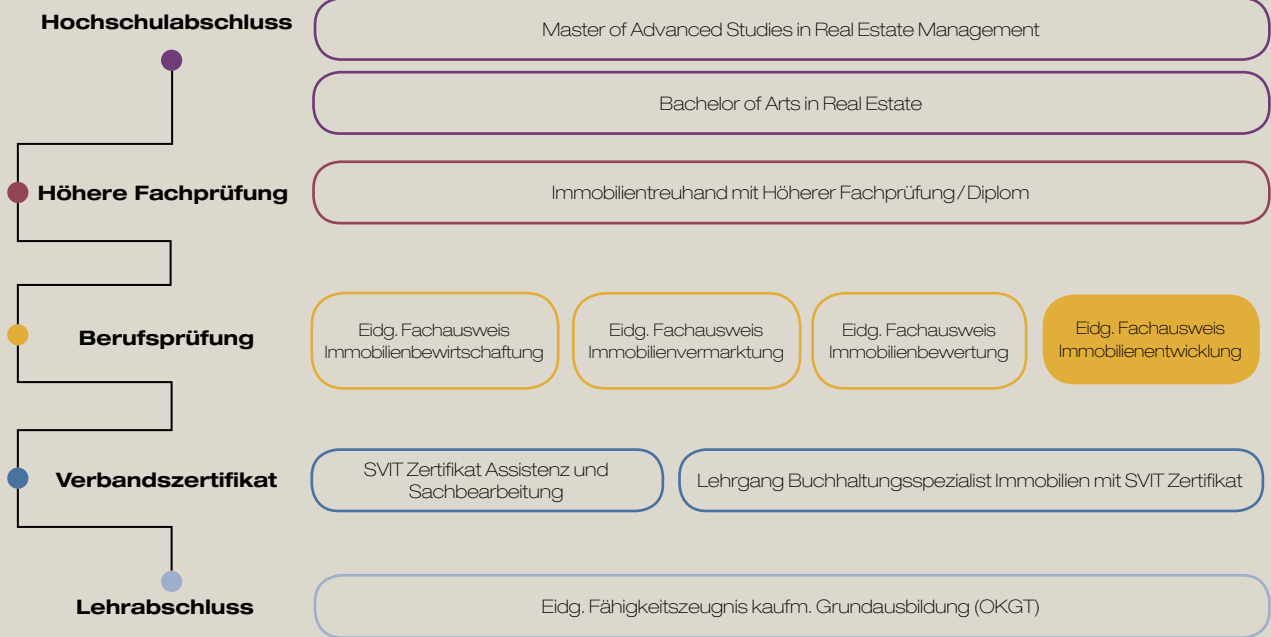 Hochschulabschluss
Master of Advanced Studies in Real Estate Management
Bachelor of Arts in Real Estate
Höhere Fachprüfung
Immobilientreuhand mit Höherer Fachprüfung / Diplom
Berufsprüfung
Eidg. Fachausweis
Immobilienbewirtschaftung
Eidg. Fachausweis
Immobilienvermarktung
Eidg. Fachausweis
Immobilienbewertung
Eidg. Fachausweis
Immobilienentwicklung
Verbandszertifikat
SVIT Zertifikat Assistenz und
Sachbearbeitung
Lehrgang Buchhaltungsspezialist Immobilien mit SVIT Zertifikat
Lehrabschluss
Eidg. Fähigkeitszeugnis kaufm. Grundausbildung (OKGT)